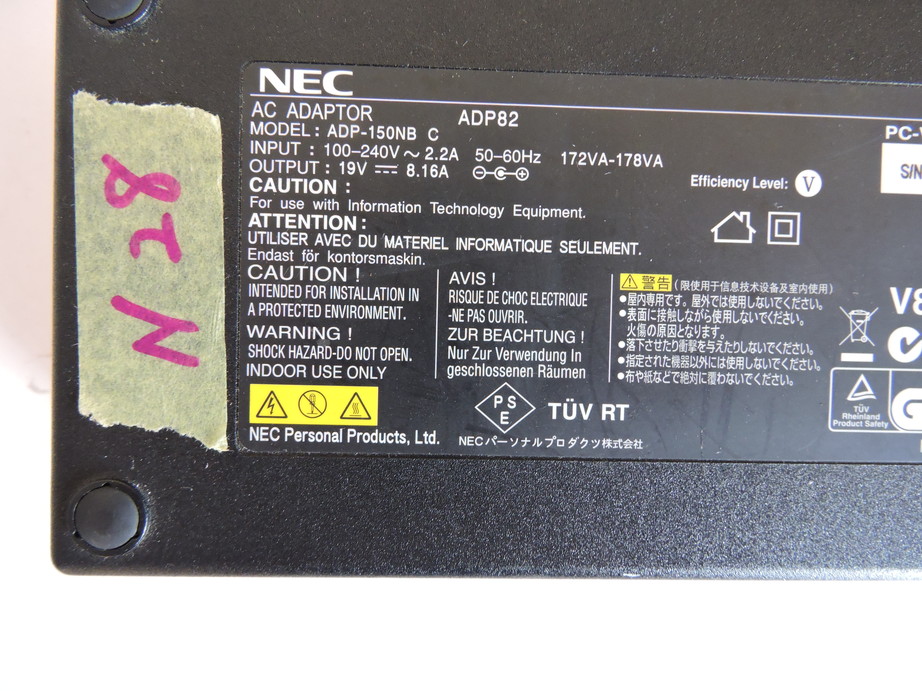 NEC
AC ADAPTOR ADP82
MODEL : ADP-150NB C
INPUT : 100-240V ~ 2.2A 50-60Hz 172VA-178VA
OUTPUT : 19V ⎓ 8.16A
Efficiency Level: V
CAUTION :
For use with Information Technology Equipment.
ATTENTION :
UTILISER AVEC DU MATERIEL INFORMATIQUE SEULEMENT.
Endast för kontorsmaskin.
CAUTION !
INTENDED FOR INSTALLATION IN
A PROTECTED ENVIRONMENT.
WARNING !
SHOCK HAZARD-DO NOT OPEN.
INDOOR USE ONLY
NEC Personal Products, Ltd.
AVIS !
RISQUE DE CHOC ELECTRIQUE
-NE PAS OUVRIR.
ZUR BEACHTUNG !
Nur Zur Verwendung In
geschlossenen Räumen
PSE
TÜV RT
NECパーソナルプロダクツ株式会社
警告 (限使用于信息技术设备及室内使用)
●屋内専用です。屋外では使用しないでください。
●表面に接触しながら使用しないでください。
火傷の原因となります。
●落下させたり衝撃を与えたりしないでください。
●指定された機器以外には使用しないでください。
●布や紙などで絶対に覆わないでください。
PC-V
S/N
V8
TÜV
Rheinland
Product Safety
N28